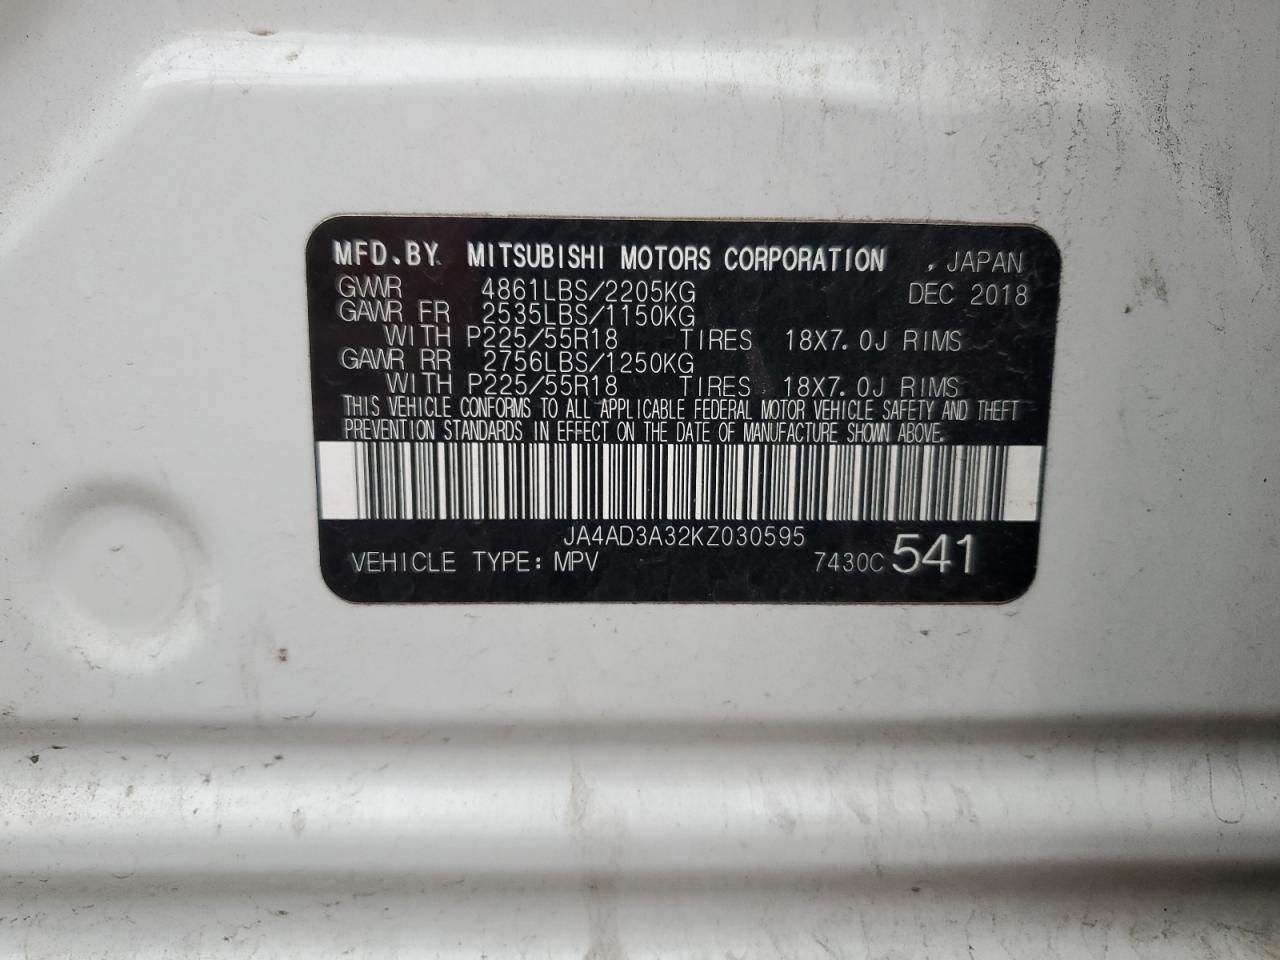 MFD.BY MITSUBISHI MOTORS CORPORATION , JAPAN
GVWR 4861LBS/2205KG DEC 2018
GAWR FR 2535LBS/1150KG
WITH P225/55R18 TIRES 18X7.0J RIMS
GAWR RR 2756LBS/1250KG
WITH P225/55R18 TIRES 18X7.0J RIMS
THIS VEHICLE CONFORMS TO ALL APPLICABLE FEDERAL MOTOR VEHICLE SAFETY AND THEFT
PREVENTION STANDARDS IN EFFECT ON THE DATE OF MANUFACTURE SHOWN ABOVE.
JA4AD3A32KZ030595
VEHICLE TYPE: MPV 7430C 541